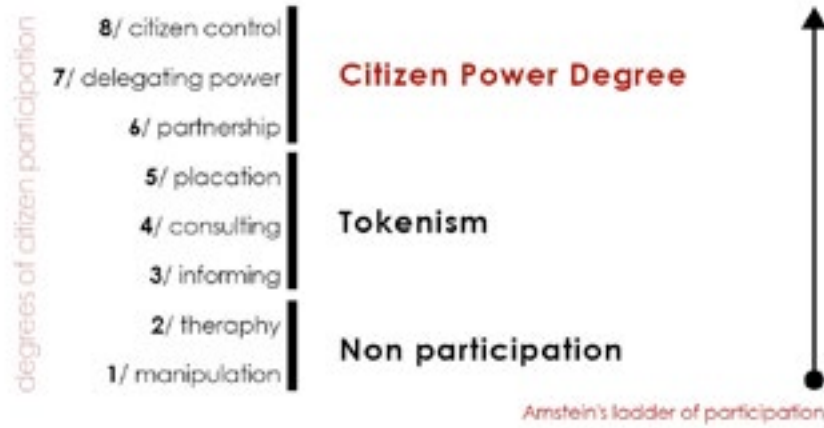 degrees of citizen participation
8/ citizen control
7/ delegating power
6/ partnership
Citizen Power Degree
5/ placation
4/ consulting
3/ informing
Tokenism
2/ theraphy
1/ manipulation
Non participation
Arnstein's ladder of participation